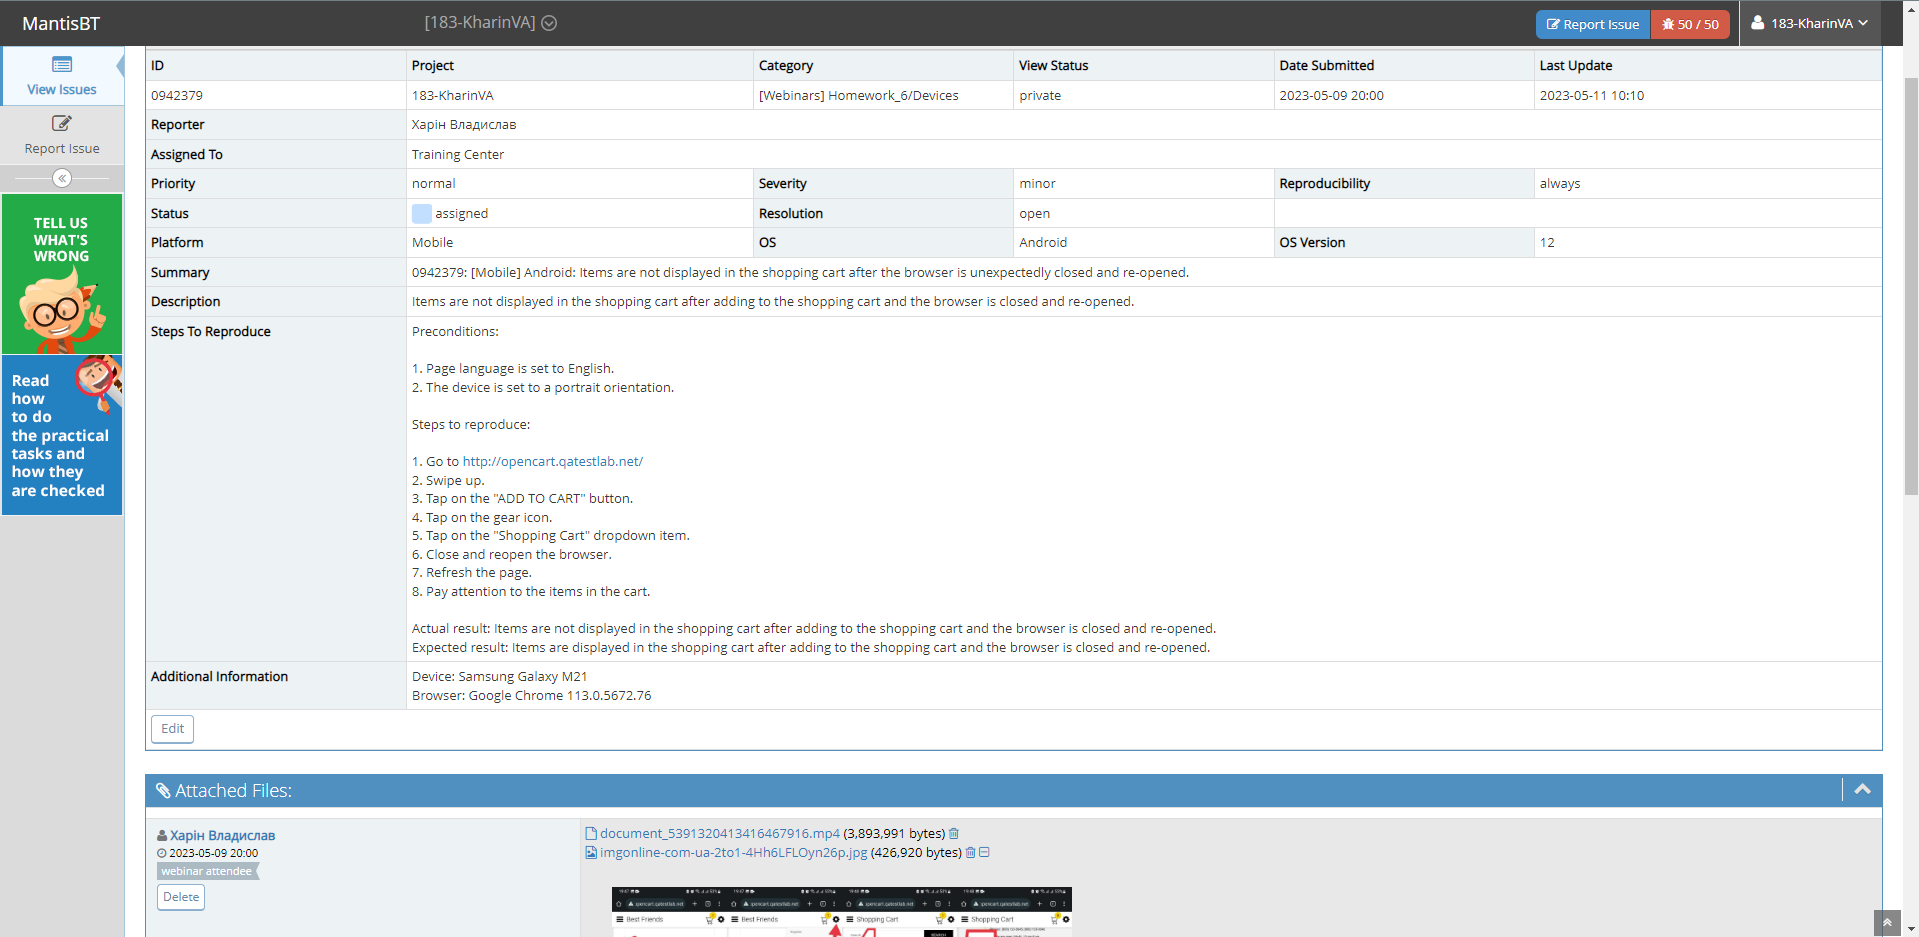 MantisBT
[183-KharinVA]
Report Issue
50 / 50
183-KharinVA
View Issues
Report Issue
TELL US
WHAT'S
WRONG
Read
how
to do
the practical
tasks and
how they
are checked
ID Project Category View Status Date Submitted Last Update
0942379 183-KharinVA [Webinars] Homework_6/Devices private 2023-05-09 20:00 2023-05-11 10:10
Reporter Харін Владислав
Assigned To Training Center
Priority normal Severity minor Reproducibility always
Status assigned Resolution open
Platform Mobile OS Android OS Version 12
Summary 0942379: [Mobile] Android: Items are not displayed in the shopping cart after the browser is unexpectedly closed and re-opened.
Description Items are not displayed in the shopping cart after adding to the shopping cart and the browser is closed and re-opened.
Steps To Reproduce Preconditions:
1. Page language is set to English.
2. The device is set to a portrait orientation.
Steps to reproduce:
1. Go to http://opencart.qatestlab.net/
2. Swipe up.
3. Tap on the "ADD TO CART" button.
4. Tap on the gear icon.
5. Tap on the "Shopping Cart" dropdown item.
6. Close and reopen the browser.
7. Refresh the page.
8. Pay attention to the items in the cart.
Actual result: Items are not displayed in the shopping cart after adding to the shopping cart and the browser is closed and re-opened.
Expected result: Items are displayed in the shopping cart after adding to the shopping cart and the browser is closed and re-opened.
Additional Information Device: Samsung Galaxy M21
Browser: Google Chrome 113.0.5672.76
Edit
Attached Files:
Харін Владислав
2023-05-09 20:00
webinar attendee
Delete
document_5391320413416467916.mp4 (3,893,991 bytes)
imgonline-com-ua-2to1-4Hh6LFLOyn26p.jpg (426,920 bytes)
Best Friends Best Friends Shopping Cart Shopping Cart